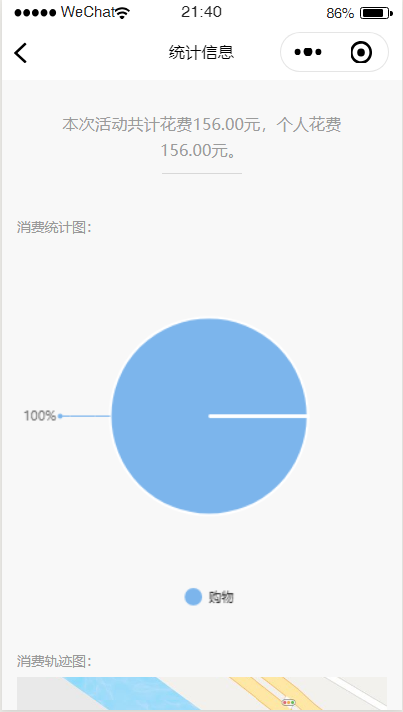 ●●●●● WeChat 21:40 86%
统计信息
本次活动共计花费156.00元，个人花费
156.00元。
消费统计图：
100%
购物
消费轨迹图：